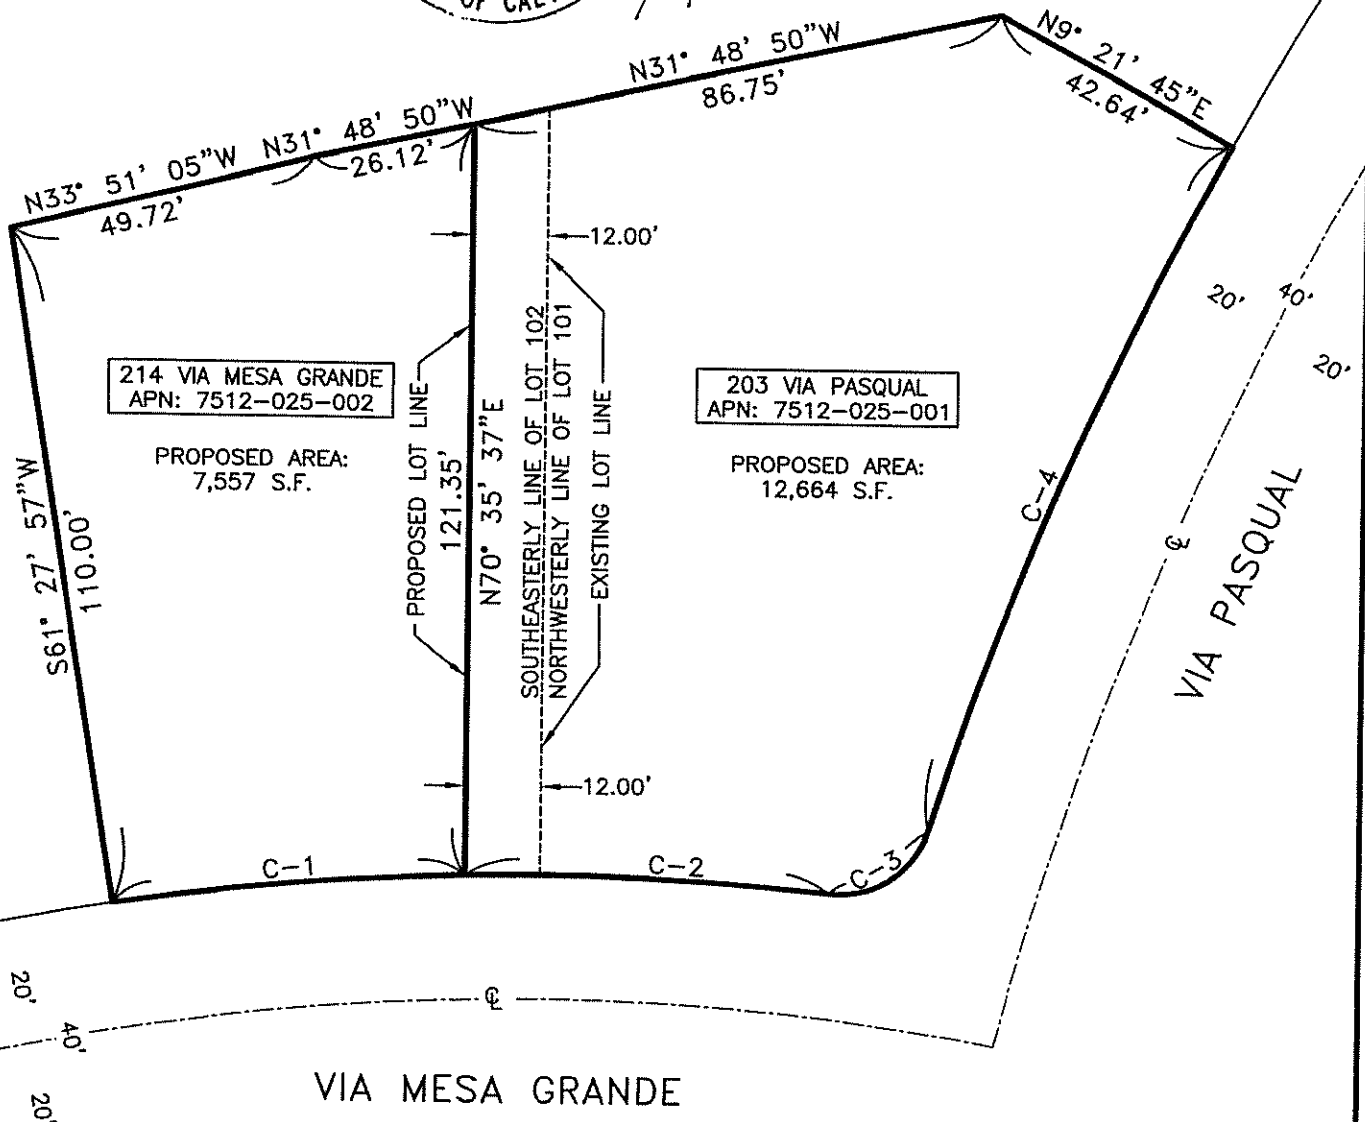 OF CAL
N31° 48' 50"W
86.75'
N9° 21' 45"E
42.64'
N33° 51' 05"W
49.72'
N31° 48' 50"W
26.12'
12.00'
20'
40'
20'
214 VIA MESA GRANDE
APN: 7512-025-002
PROPOSED AREA:
7,557 S.F.
PROPOSED LOT LINE
121.35'
N70° 35' 37"E
SOUTHEASTERLY LINE OF LOT 102
NORTHWESTERLY LINE OF LOT 101
EXISTING LOT LINE
203 VIA PASQUAL
APN: 7512-025-001
PROPOSED AREA:
12,664 S.F.
S61° 27' 57"W
110.00'
C-4
℄
VIA PASQUAL
12.00'
C-1
C-2
C-3
20'
40'
20'
℄
VIA MESA GRANDE